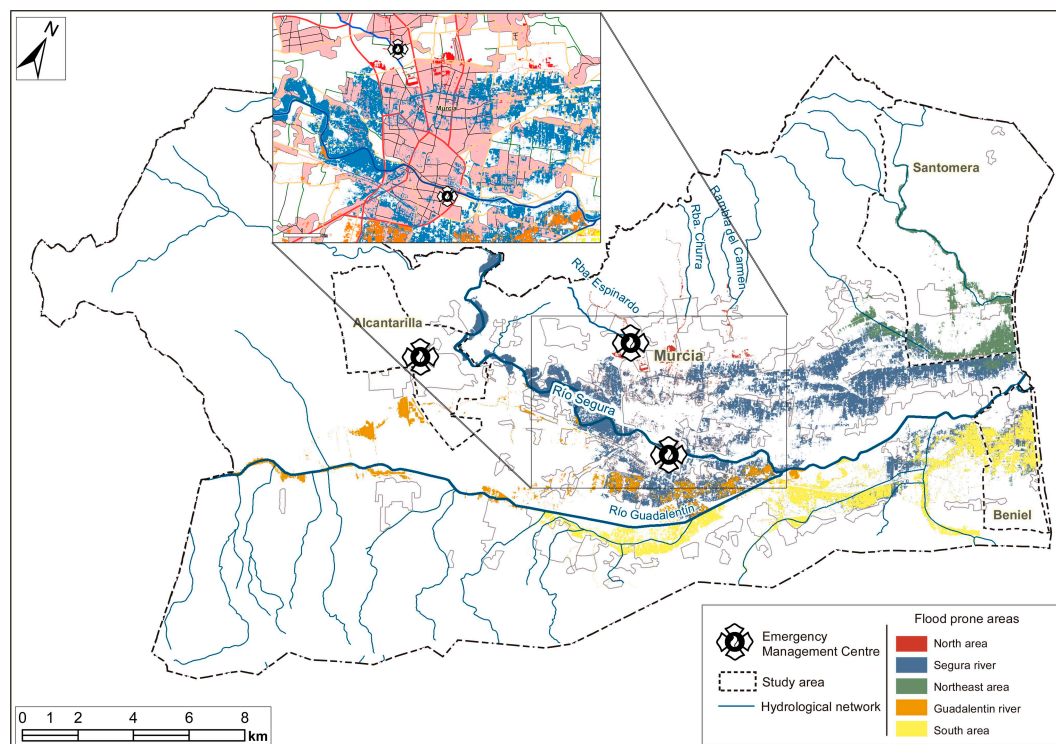 N
Murcia
Santomera
Rambla del Carmen
Rba. Churra
Rba. Espinardo
Alcantarilla
Murcia
Río Segura
Río Guadalentín
Beniel
Flood prone areas
Emergency
Management Centre
Study area
Hydrological network
North area
Segura river
Northeast area
Guadalentin river
South area
0 1 2 4 6 8
km